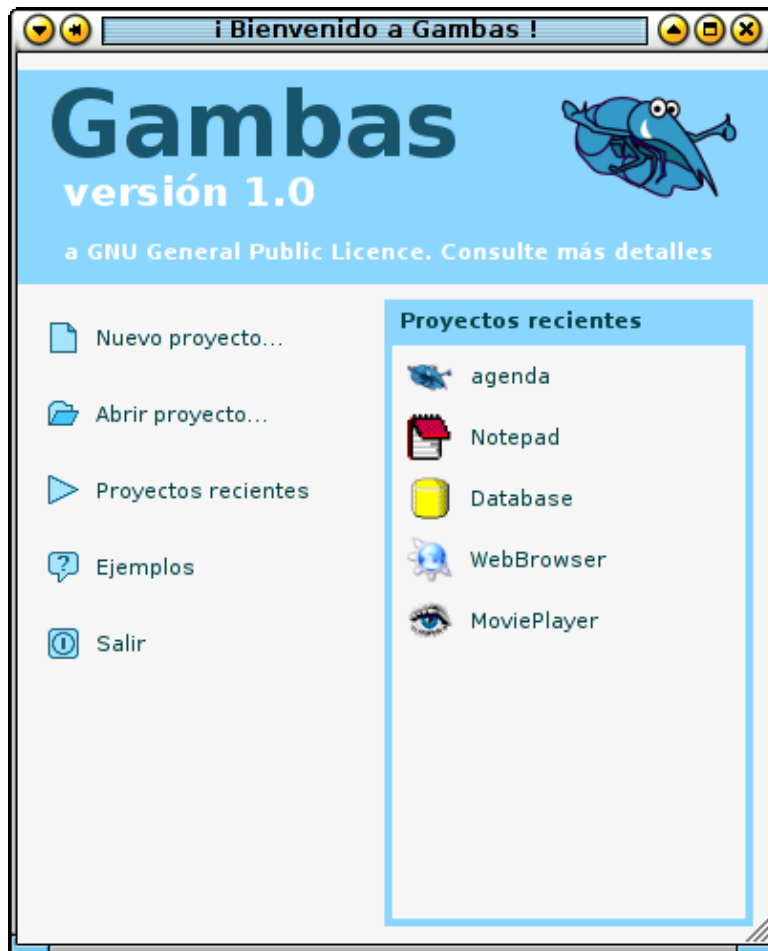 ¡ Bienvenido a Gambas !
Gambas
versión 1.0
a GNU General Public Licence. Consulte más detalles
Nuevo proyecto...
Abrir proyecto...
Proyectos recientes
Ejemplos
Salir
Proyectos recientes
agenda
Notepad
Database
WebBrowser
MoviePlayer